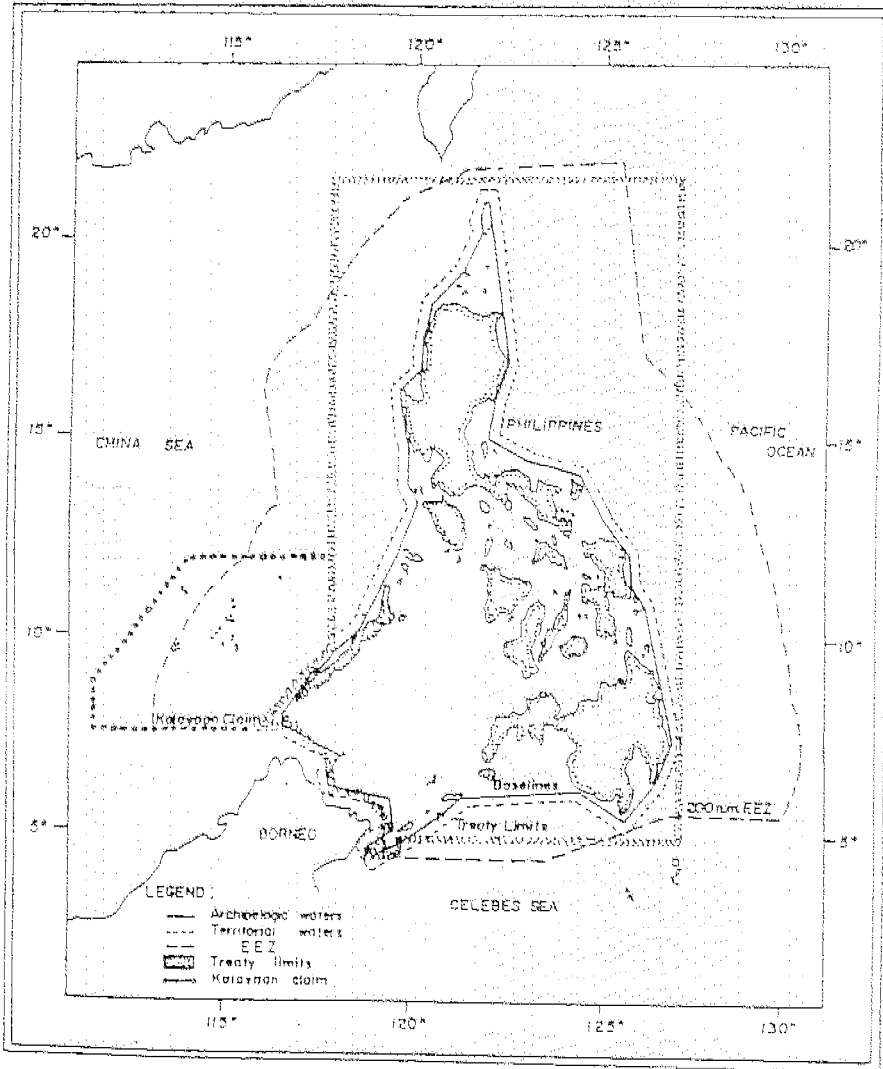 115° 120° 125° 130°
20° 20°
CHINA SEA
15° 15°
PHILIPPINES
PACIFIC
OCEAN
10° 10°
(Kalayaan Claim)
Baselines
200 n.m. EEZ
5° 5°
BORNEO
Treaty Limits
CELEBES SEA
LEGEND:
Archipelagic waters
Territorial waters
EEZ
Treaty limits
Kalayaan claim
115° 120° 125° 130°